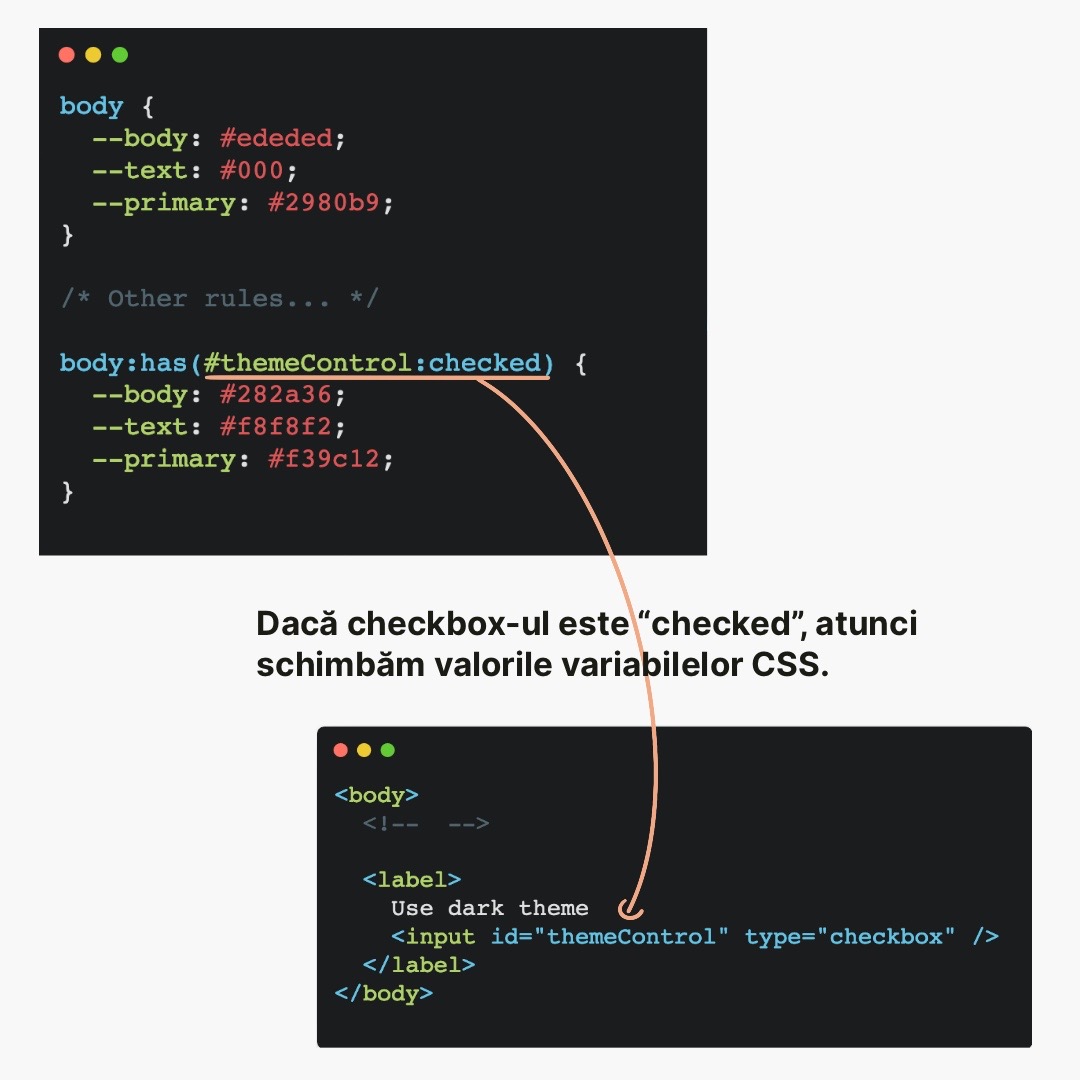 body {
  --body: #ededed;
  --text: #000;
  --primary: #2980b9;
}
/* Other rules... */
body:has(#themeControl:checked) {
  --body: #282a36;
  --text: #f8f8f2;
  --primary: #f39c12;
}
Dacă checkbox-ul este “checked”, atunci
schimbăm valorile variabilelor CSS.
<body>
  <!--  -->
  <label>
    Use dark theme
    <input id="themeControl" type="checkbox" />
  </label>
</body>